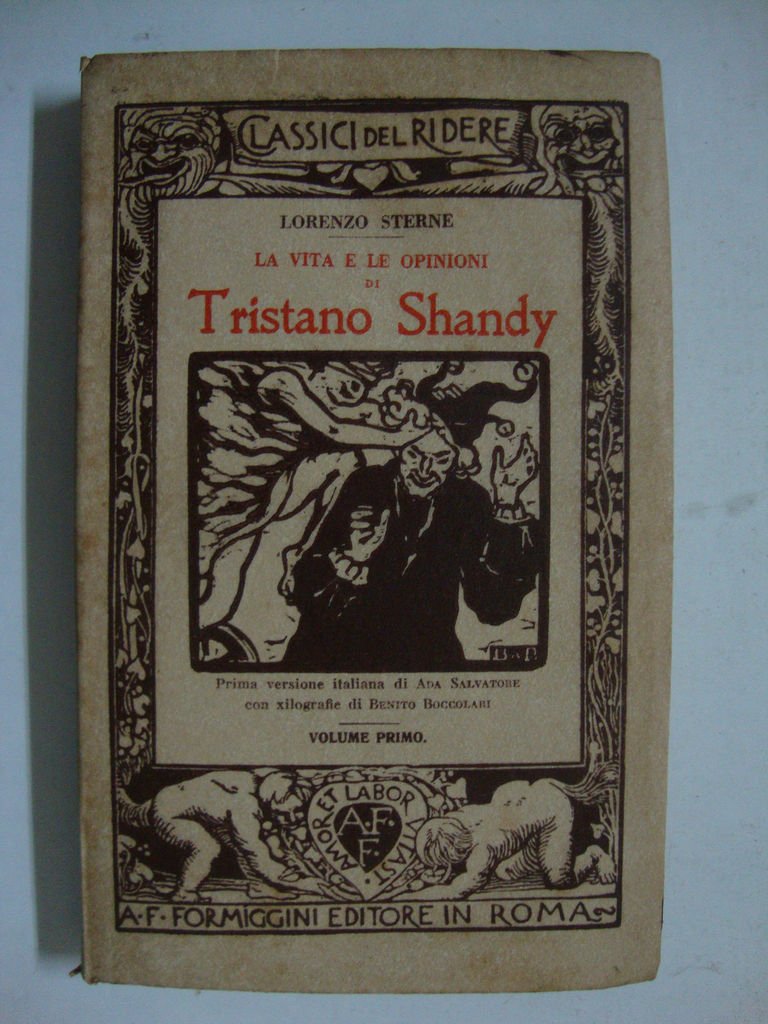 CLASSICI DEL RIDERE
LORENZO STERNE
LA VITA E LE OPINIONI
DI
Tristano Shandy
Prima versione italiana di ADA SALVATORE
con xilografie di BENITO BOCCOLARI
VOLUME PRIMO.
AMOR ET LABOR VITAST
A·F·
F·
A·F· FORMIGGINI EDITORE IN ROMA